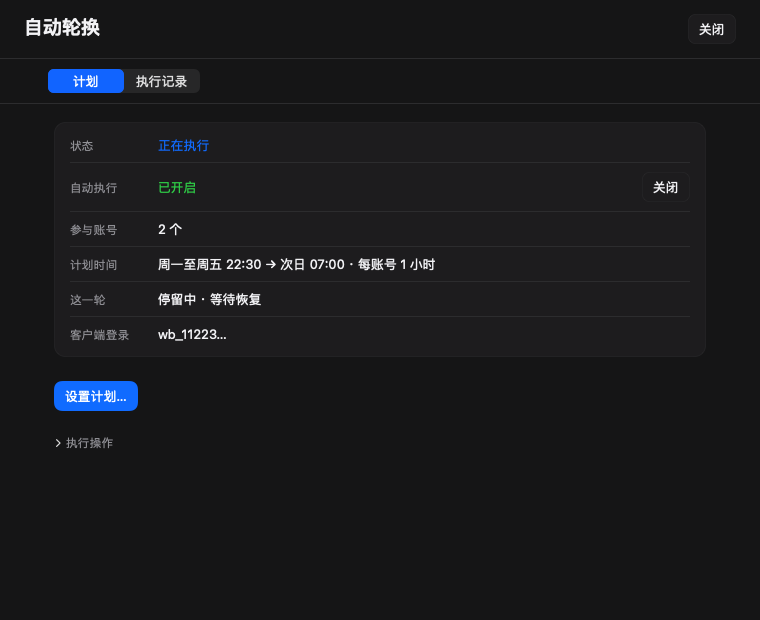 自动轮换
关闭
计划 执行记录
状态 正在执行
自动执行 已开启 关闭
参与账号 2 个
计划时间 周一至周五 22:30 → 次日 07:00 · 每账号 1 小时
这一轮 停留中 · 等待恢复
客户端登录 wb_11223...
设置计划...
执行操作